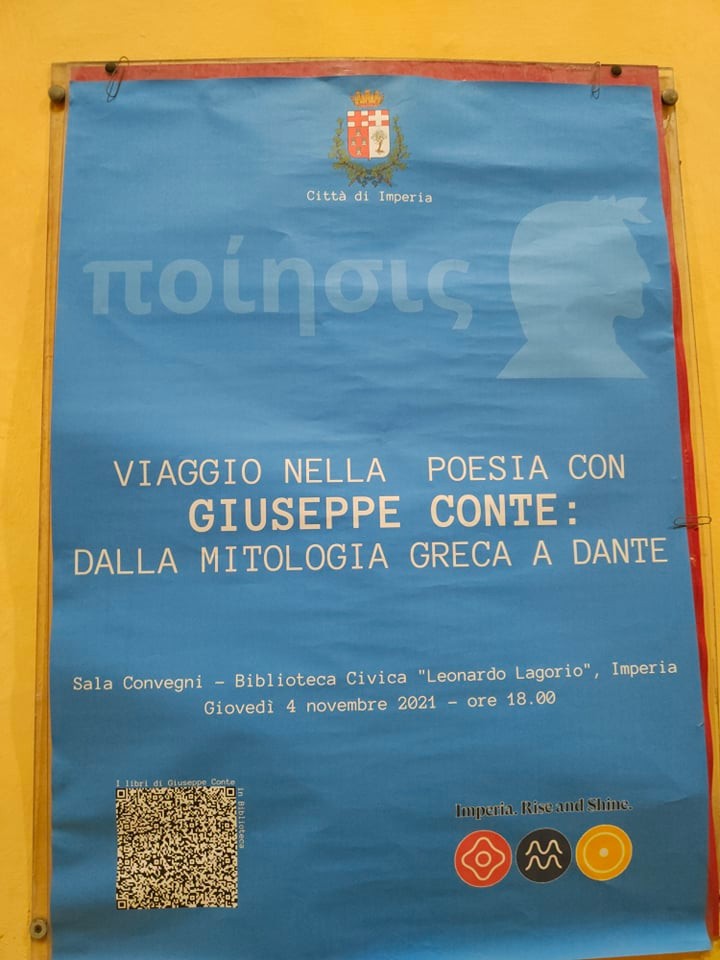 Città di Imperia
ποίησις
VIAGGIO NELLA POESIA CON
GIUSEPPE CONTE:
DALLA MITOLOGIA GRECA A DANTE
Sala Convegni – Biblioteca Civica "Leonardo Lagorio", Imperia
Giovedì 4 novembre 2021 – ore 18.00
I libri di Giuseppe Conte
in Biblioteca
Imperia. Rise and Shine.